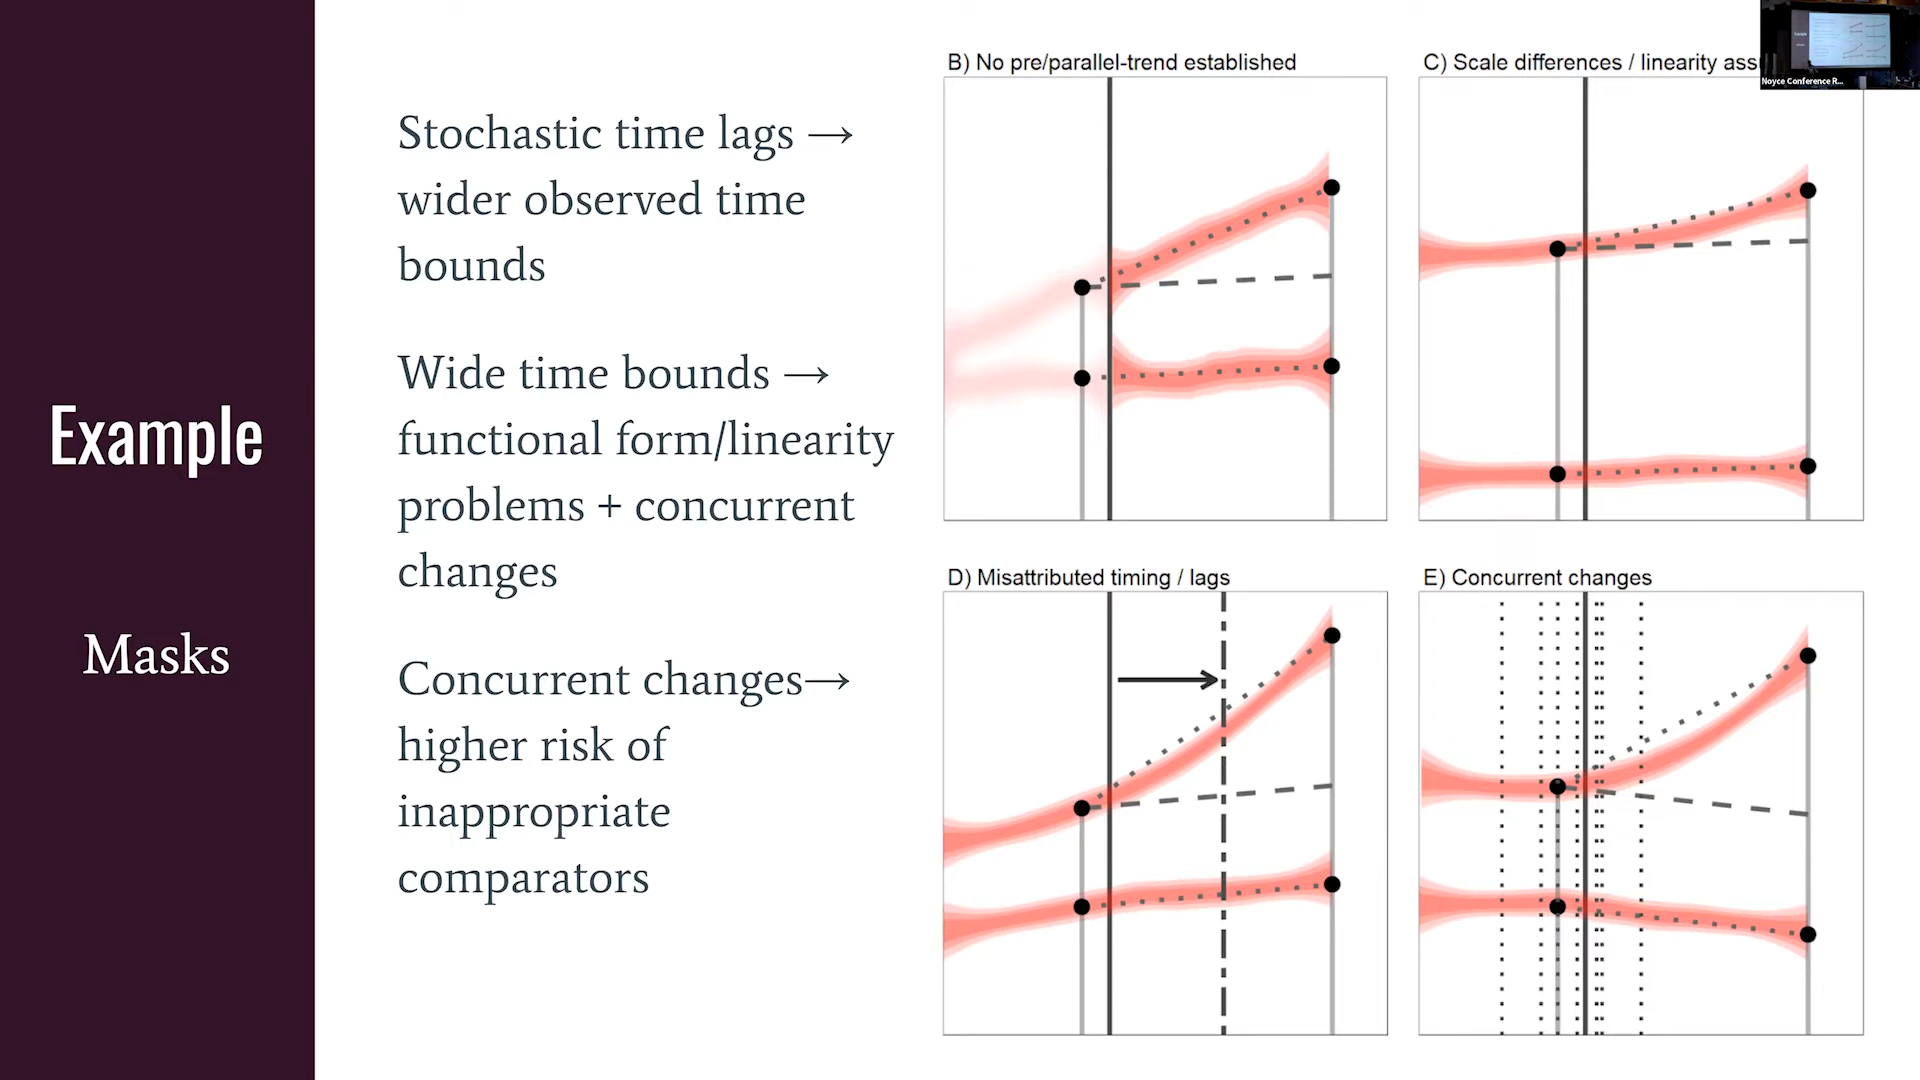 Example
Masks
Stochastic time lags →
wider observed time
bounds
Wide time bounds →
functional form/linearity
problems + concurrent
changes
Concurrent changes→
higher risk of
inappropriate
comparators
B) No pre/parallel-trend established
C) Scale differences / linearity
D) Misattributed timing / lags
E) Concurrent changes
Noyce Conference R...